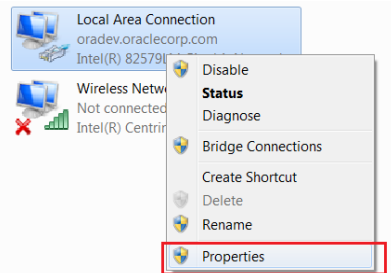 Local Area Connection
oradev.oraclecorp.com
Intel(R)
Disable
Status
Diagnose
Bridge Connections
Create Shortcut
Delete
Rename
Properties
Wireless
Not connected
Intel(R)